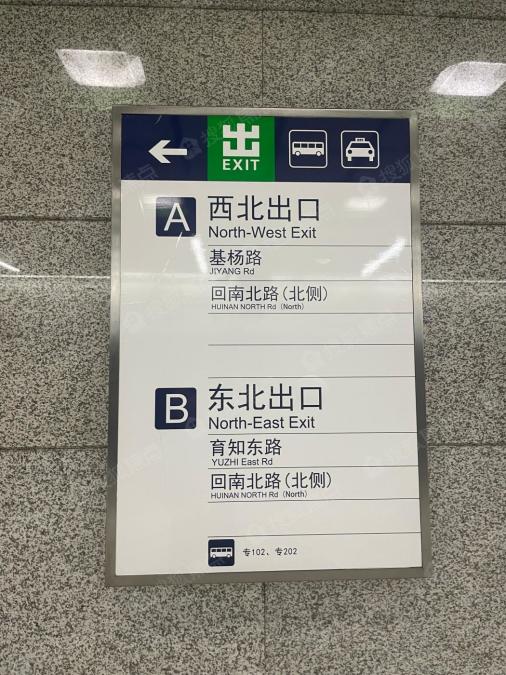 出
EXIT
A 西北出口
North-West Exit
基杨路
JIYANG Rd
回南北路(北侧)
HUINAN NORTH Rd (North)
B 东北出口
North-East Exit
育知东路
YUZHI East Rd
回南北路(北侧)
HUINAN NORTH Rd (North)
专102、专202